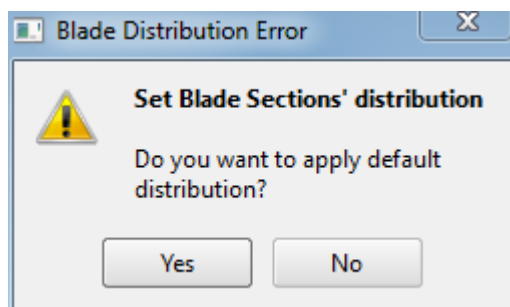 Blade Distribution Error
Set Blade Sections' distribution
Do you want to apply default
distribution?
Yes No